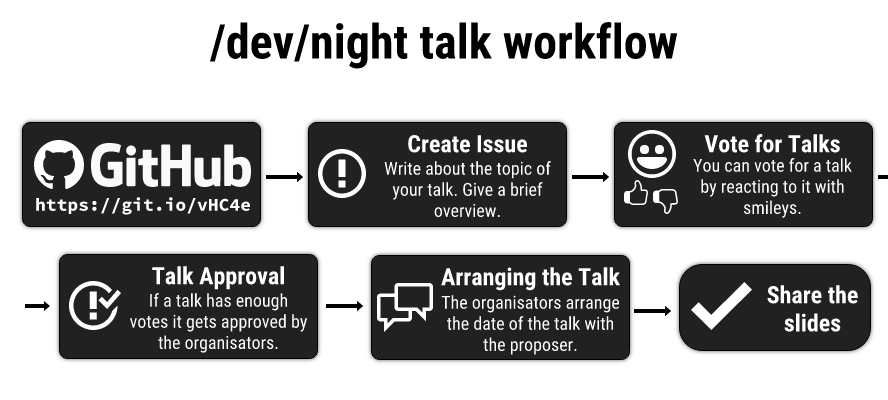 /dev/night talk workflow
GitHub
https://git.io/vHC4e
Create Issue
Write about the topic of
your talk. Give a brief
overview.
Vote for Talks
You can vote for a talk
by reacting to it with
smileys.
Talk Approval
If a talk has enough
votes it gets approved by
the organisators.
Arranging the Talk
The organisators arrange
the date of the talk with
the proposer.
Share the
slides